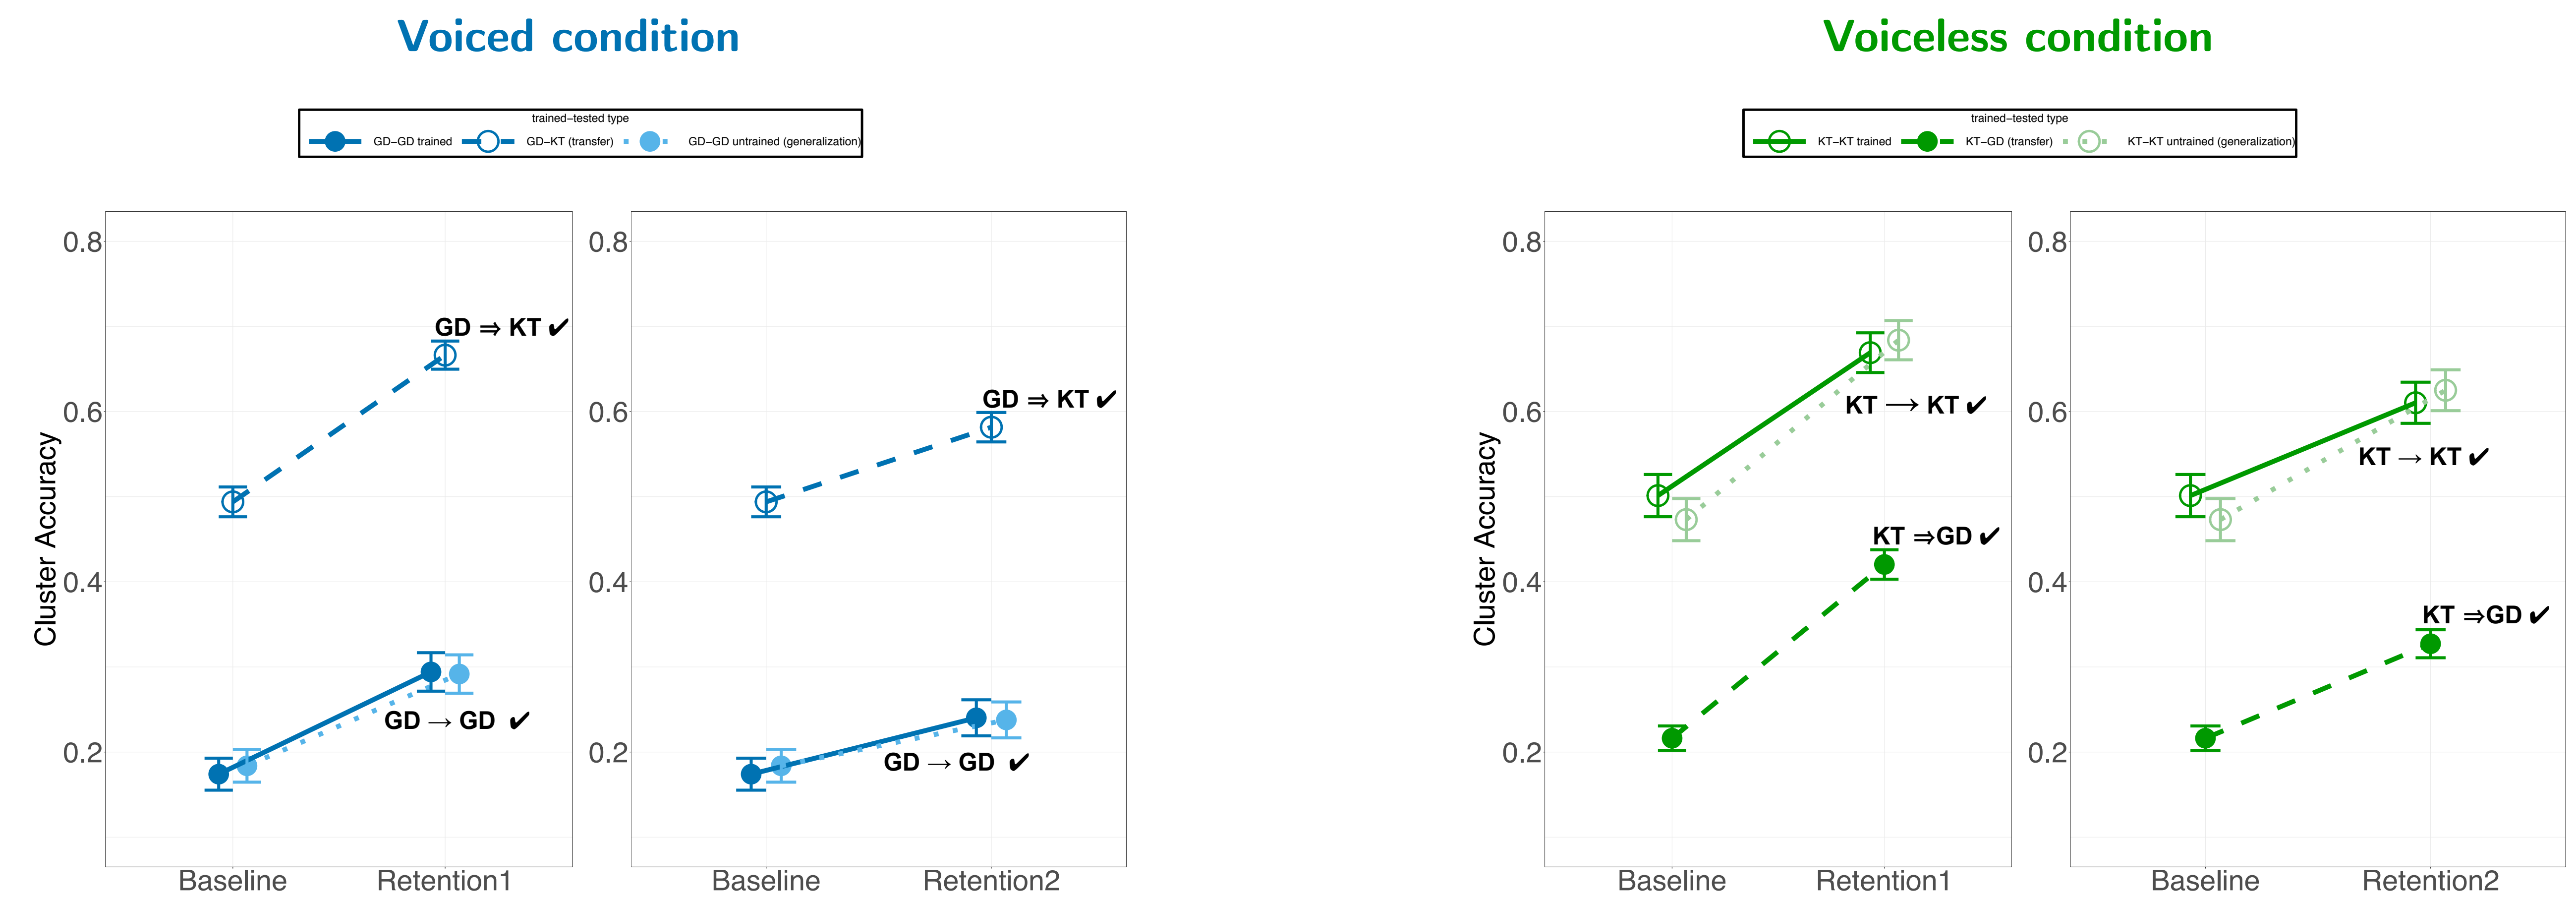 Voiced condition
trained–tested type
GD–GD trained GD–KT (transfer) GD–GD untrained (generalization)
Cluster Accuracy
0.8
0.6
0.4
0.2
GD ⇒ KT ✔
GD → GD ✔
Baseline Retention1
0.8
0.6
0.4
0.2
GD ⇒ KT ✔
GD → GD ✔
Baseline Retention2
Voiceless condition
trained–tested type
KT–KT trained KT–GD (transfer) KT–KT untrained (generalization)
Cluster Accuracy
0.8
0.6
0.4
0.2
KT → KT ✔
KT ⇒GD ✔
Baseline Retention1
0.8
0.6
0.4
0.2
KT → KT ✔
KT ⇒GD ✔
Baseline Retention2